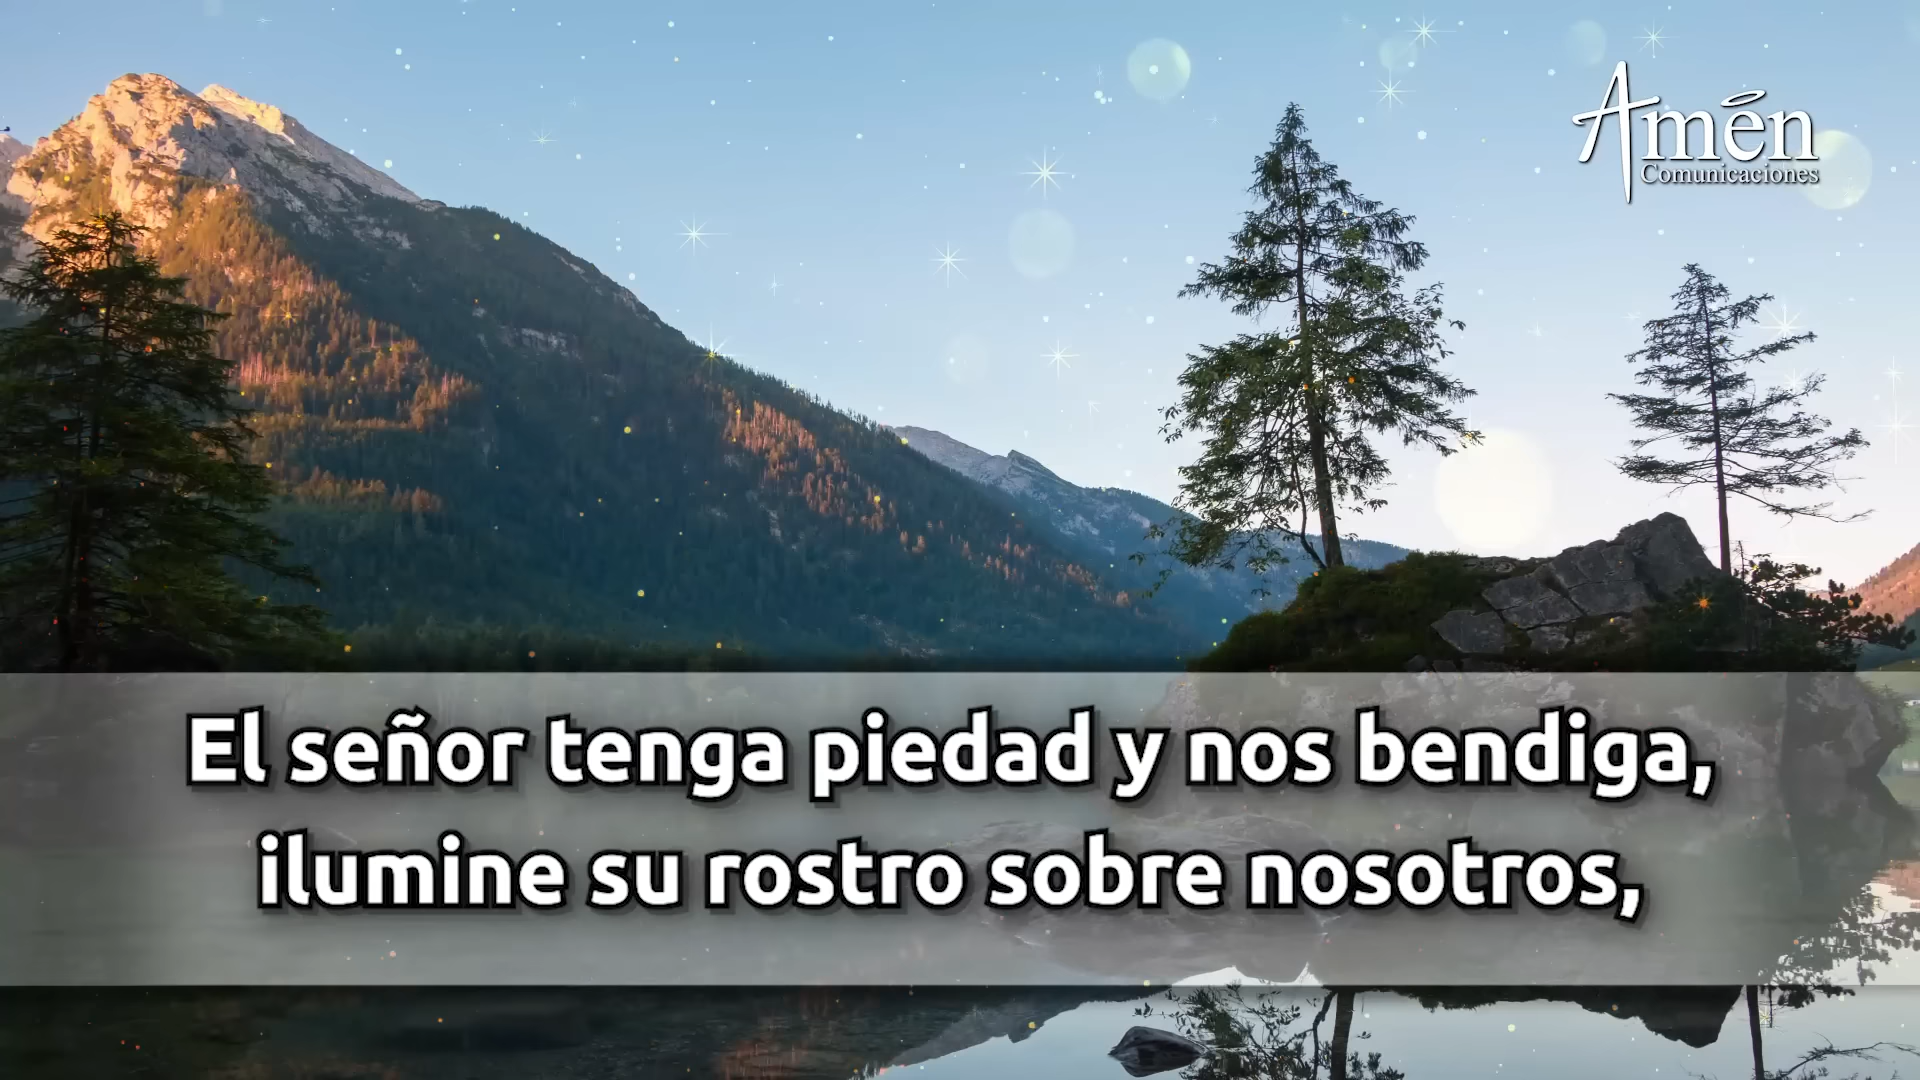 Amén
Comunicaciones
El señor tenga piedad y nos bendiga,
ilumine su rostro sobre nosotros,